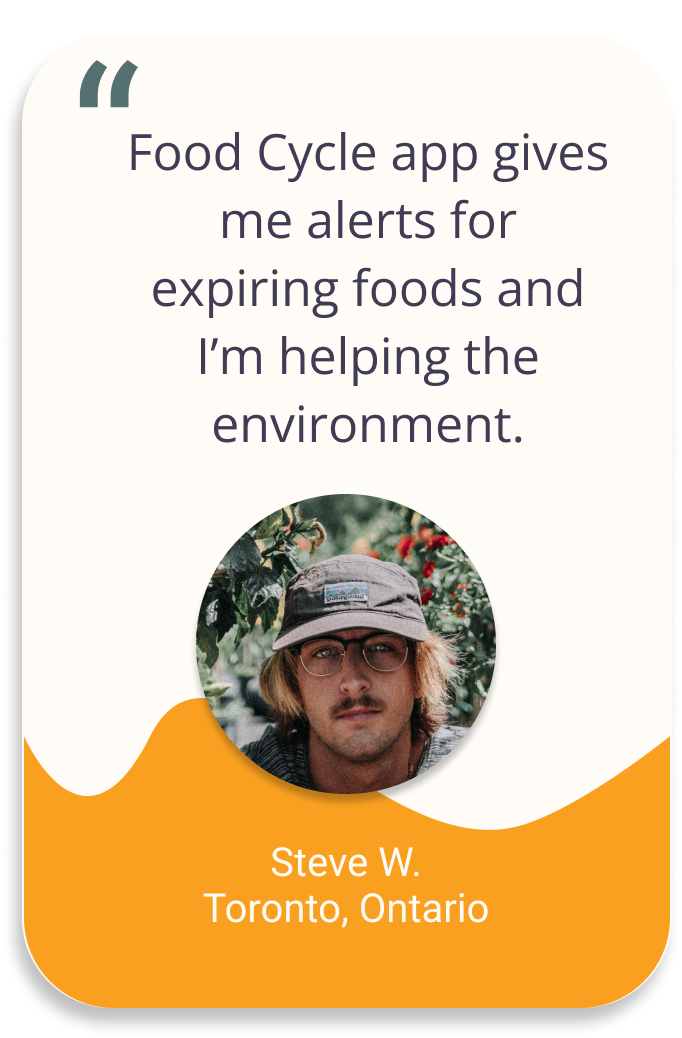 “
Food Cycle app gives
me alerts for
expiring foods and
I’m helping the
environment.
patagonia
Steve W.
Toronto, Ontario